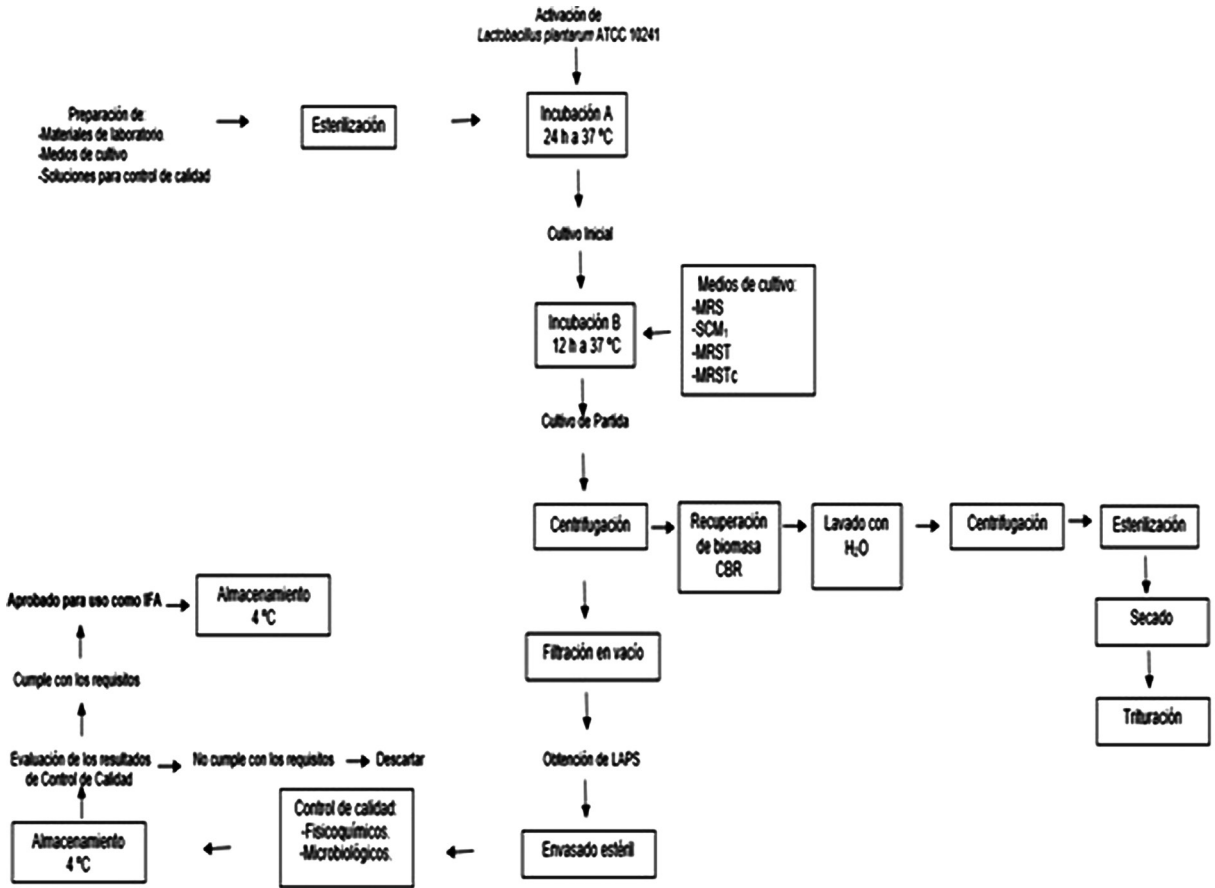 Activación de
Lactobacillus plantarum ATCC 10241
Preparación de:
-Materiales de laboratorio.
-Medios de cultivo
-Soluciones para control de calidad
Esterilización
Incubación A
24 h a 37 ºC
Cultivo Inicial
Incubación B
12 h a 37 ºC
Medios de cultivo:
-MRS
-SCM₁
-MRST
-MRSTc
Cultivo de Partida
Centrifugación
Recuperación
de biomasa
CBR
Lavado con
H₂O
Centrifugación
Esterilización
Secado
Trituración
Filtración en vacío
Obtención de LAPS
Envasado estéril
Control de calidad:
-Fisicoquímicos.
-Microbiológicos.
Almacenamiento
4 ºC
Evaluación de los resultados
de Control de Calidad
No cumple con los requisitos
Descartar
Cumple con los requisitos
Aprobado para uso como IFA
Almacenamiento
4 ºC